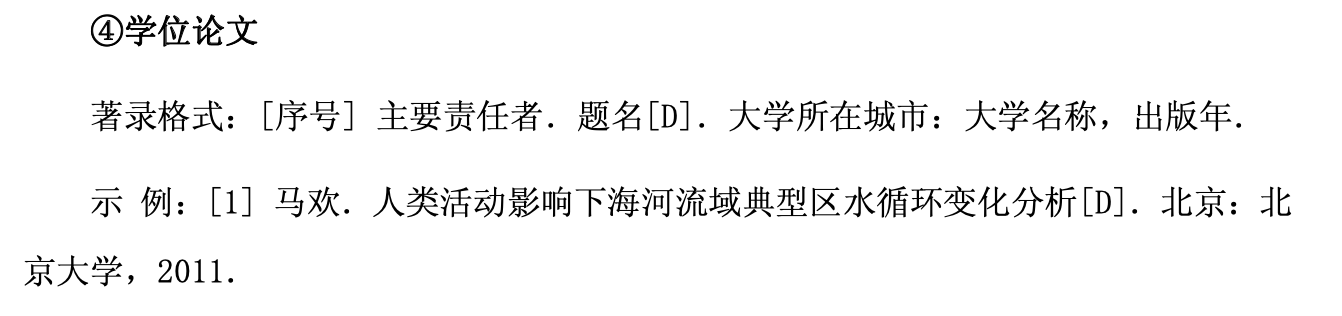 ④学位论文
著录格式：[序号] 主要责任者．题名[D]．大学所在城市：大学名称，出版年．
示 例：[1] 马欢．人类活动影响下海河流域典型区水循环变化分析[D]．北京：北
京大学，2011．